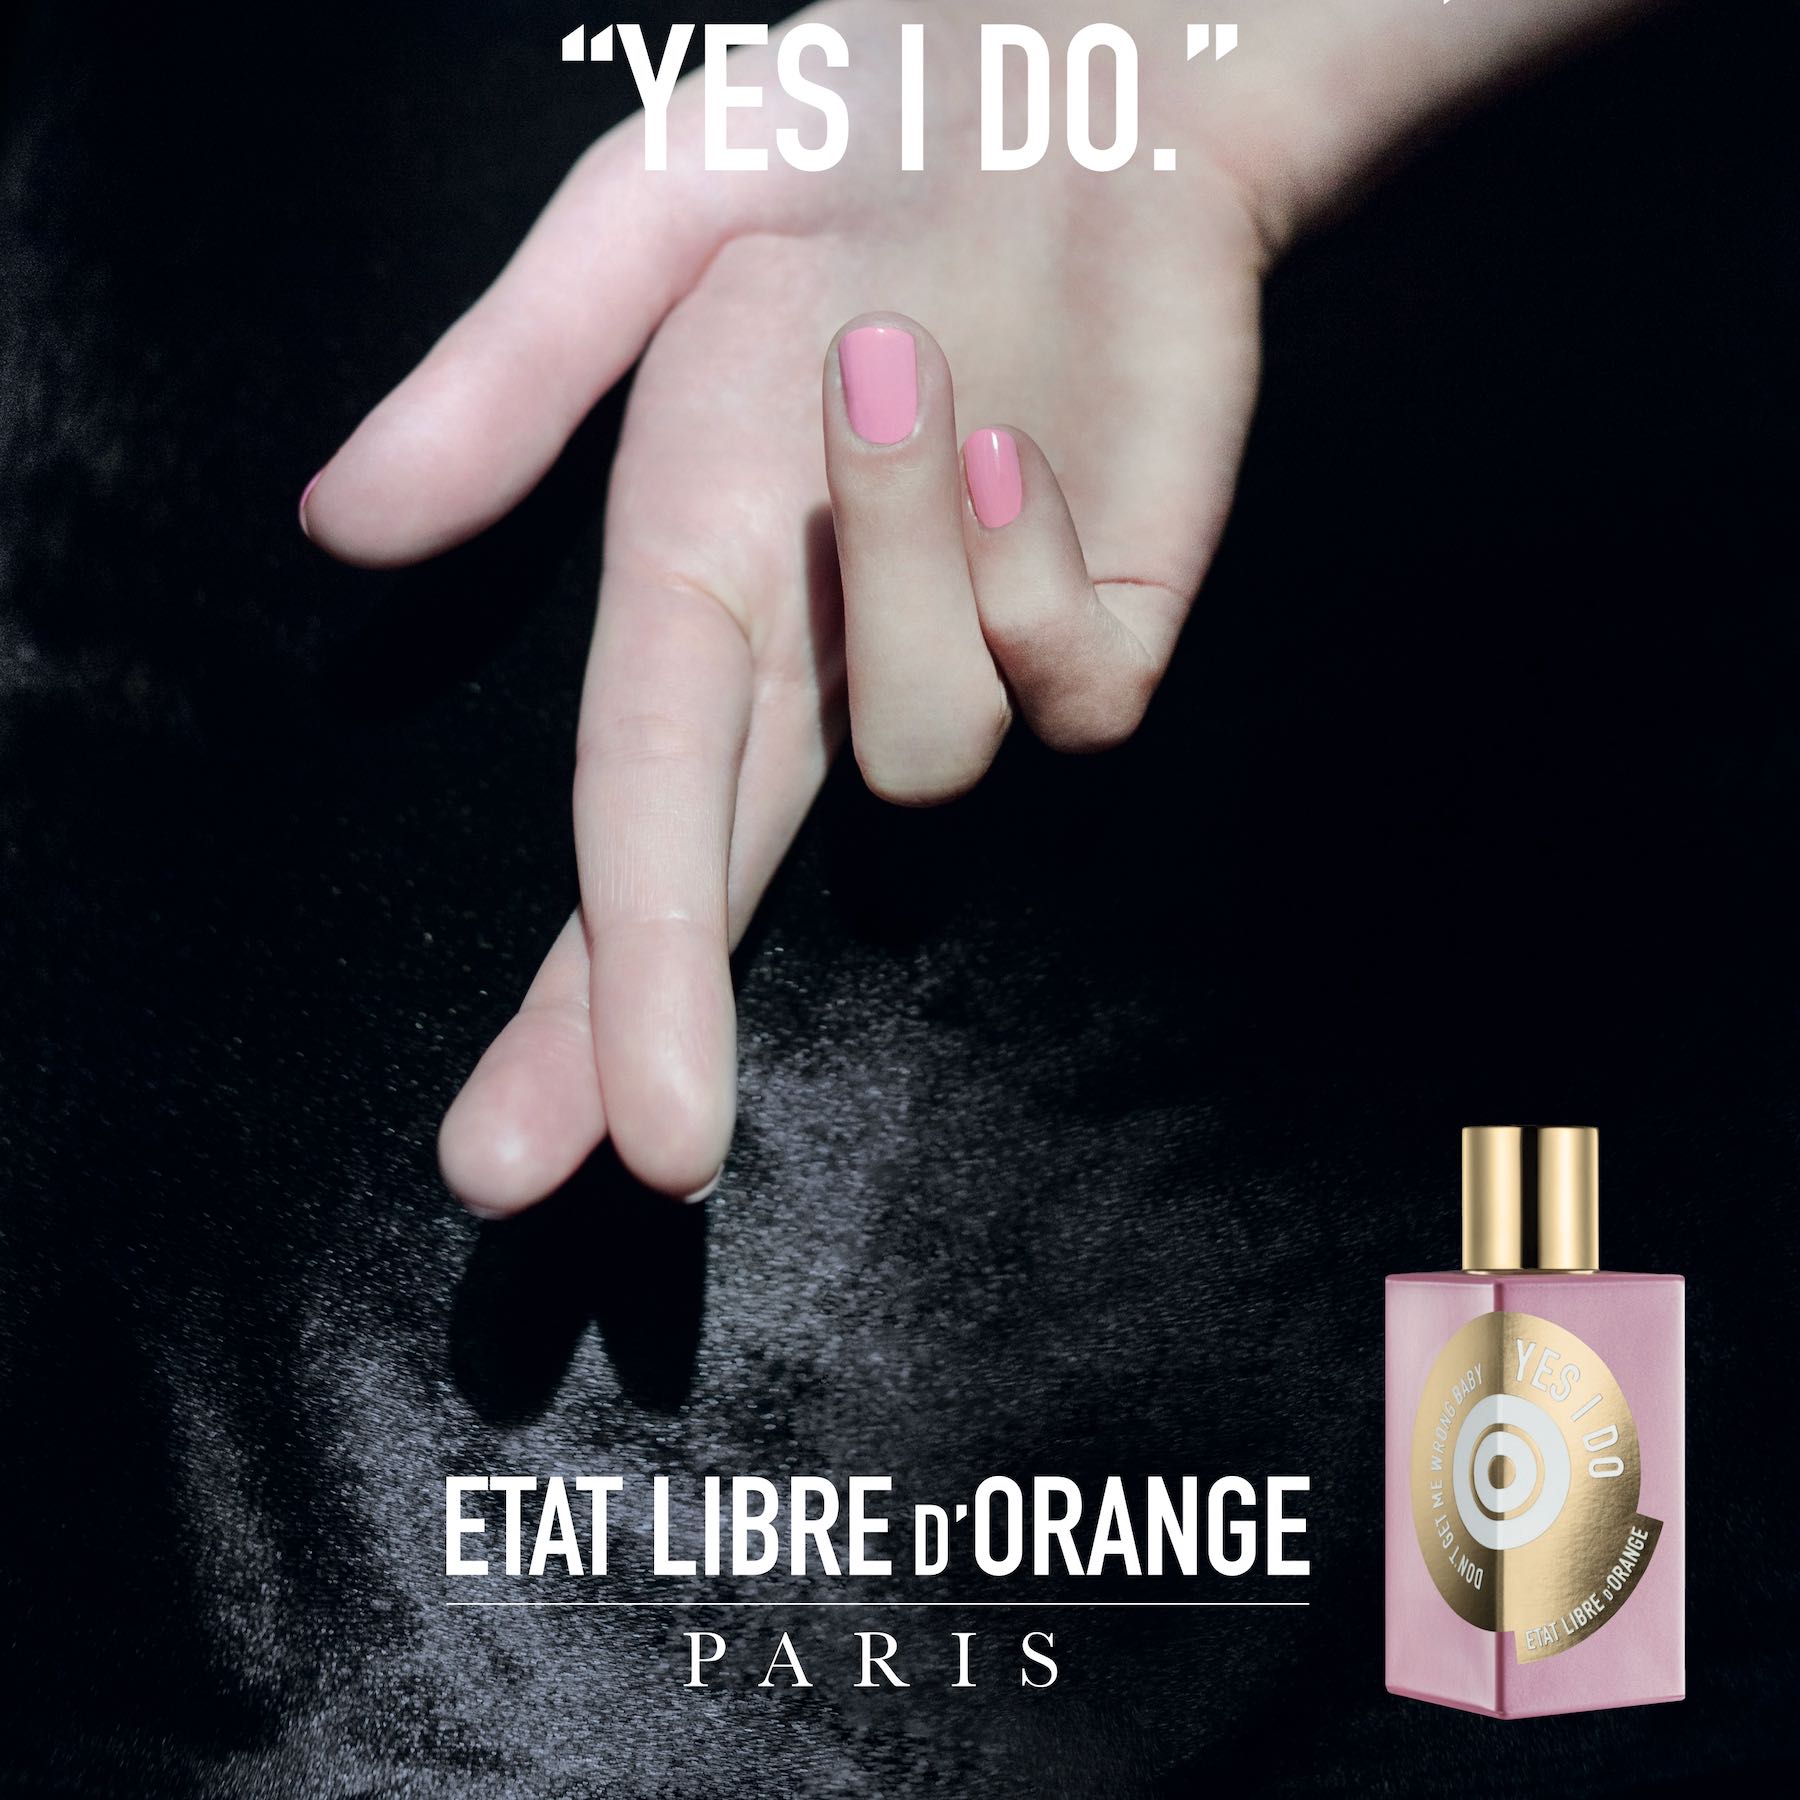 “YES I DO.”
ETAT LIBRE D’ORANGE
PARIS
YES I DO
DON'T GET ME WRONG BABY
ETAT LIBRE D’ORANGE